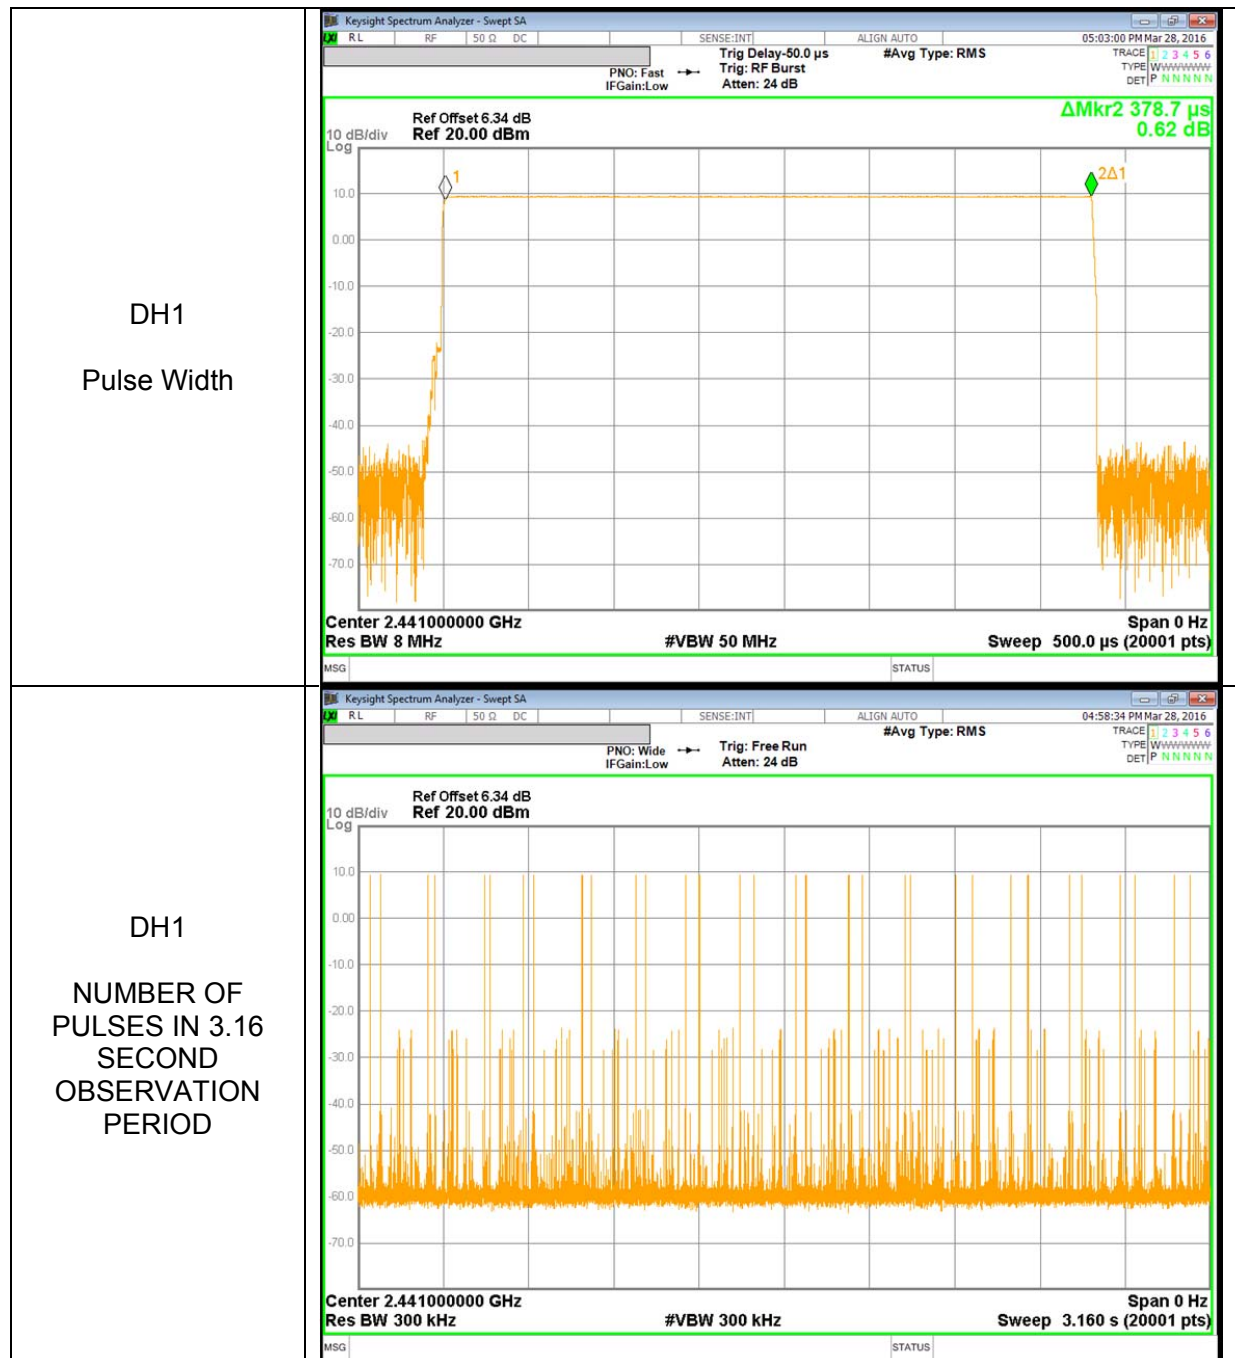 DH1
Pulse Width
Keysight Spectrum Analyzer - Swept SA
LXI RL RF 50 Ω DC SENSE:INT ALIGN AUTO 05:03:00 PM Mar 28, 2016
Trig Delay-50.0 µs #Avg Type: RMS TRACE 1 2 3 4 5 6
PNO: Fast Trig: RF Burst TYPE WWWWWWW
IFGain:Low Atten: 24 dB DET P N N N N N
ΔMkr2 378.7 µs
Ref Offset 6.34 dB 0.62 dB
10 dB/div Ref 20.00 dBm
Log
1 2Δ1
10.0
0.00
-10.0
-20.0
-30.0
-40.0
-50.0
-60.0
-70.0
Center 2.441000000 GHz Span 0 Hz
Res BW 8 MHz #VBW 50 MHz Sweep 500.0 µs (20001 pts)
MSG STATUS
DH1
NUMBER OF
PULSES IN 3.16
SECOND
OBSERVATION
PERIOD
Keysight Spectrum Analyzer - Swept SA
LXI RL RF 50 Ω DC SENSE:INT ALIGN AUTO 04:58:34 PM Mar 28, 2016
#Avg Type: RMS TRACE 1 2 3 4 5 6
PNO: Wide Trig: Free Run TYPE WWWWWWW
IFGain:Low Atten: 24 dB DET P N N N N N
Ref Offset 6.34 dB
10 dB/div Ref 20.00 dBm
Log
10.0
0.00
-10.0
-20.0
-30.0
-40.0
-50.0
-60.0
-70.0
Center 2.441000000 GHz Span 0 Hz
Res BW 300 kHz #VBW 300 kHz Sweep 3.160 s (20001 pts)
MSG STATUS